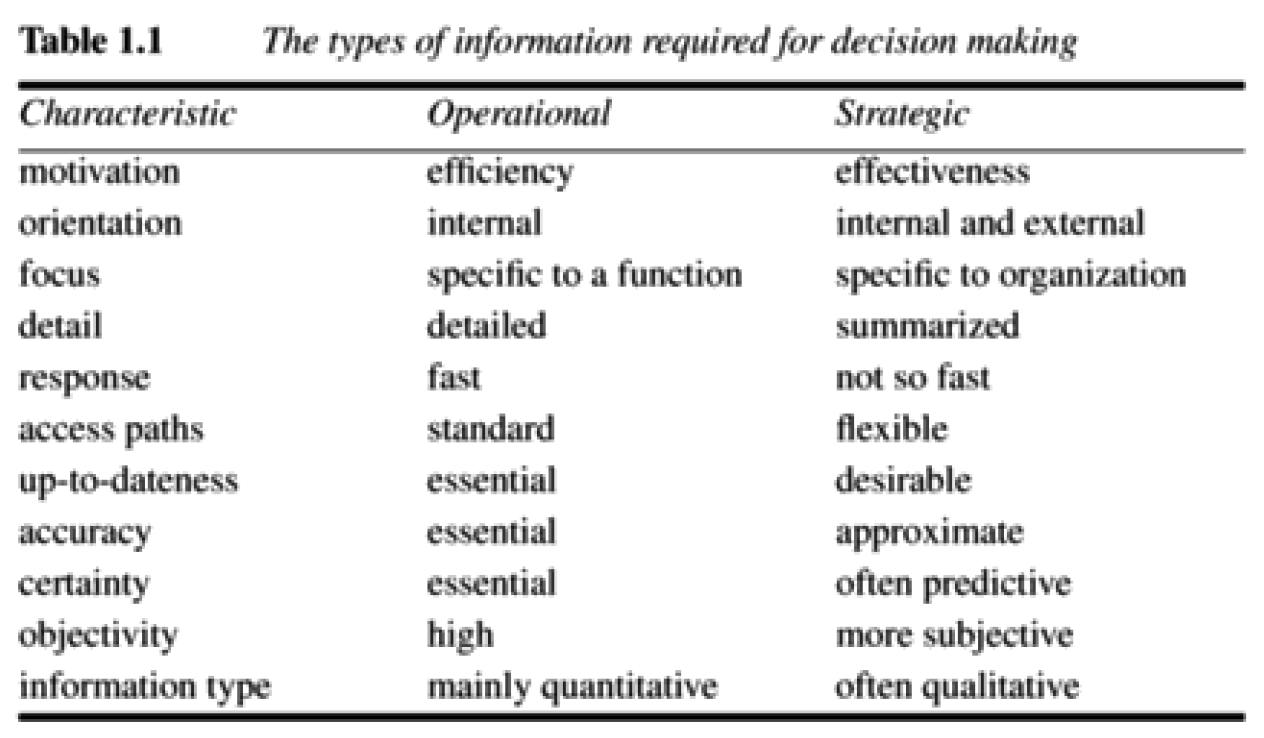 Table 1.1 The types of information required for decision making
Characteristic Operational Strategic
motivation efficiency effectiveness
orientation internal internal and external
focus specific to a function specific to organization
detail detailed summarized
response fast not so fast
access paths standard flexible
up-to-dateness essential desirable
accuracy essential approximate
certainty essential often predictive
objectivity high more subjective
information type mainly quantitative often qualitative